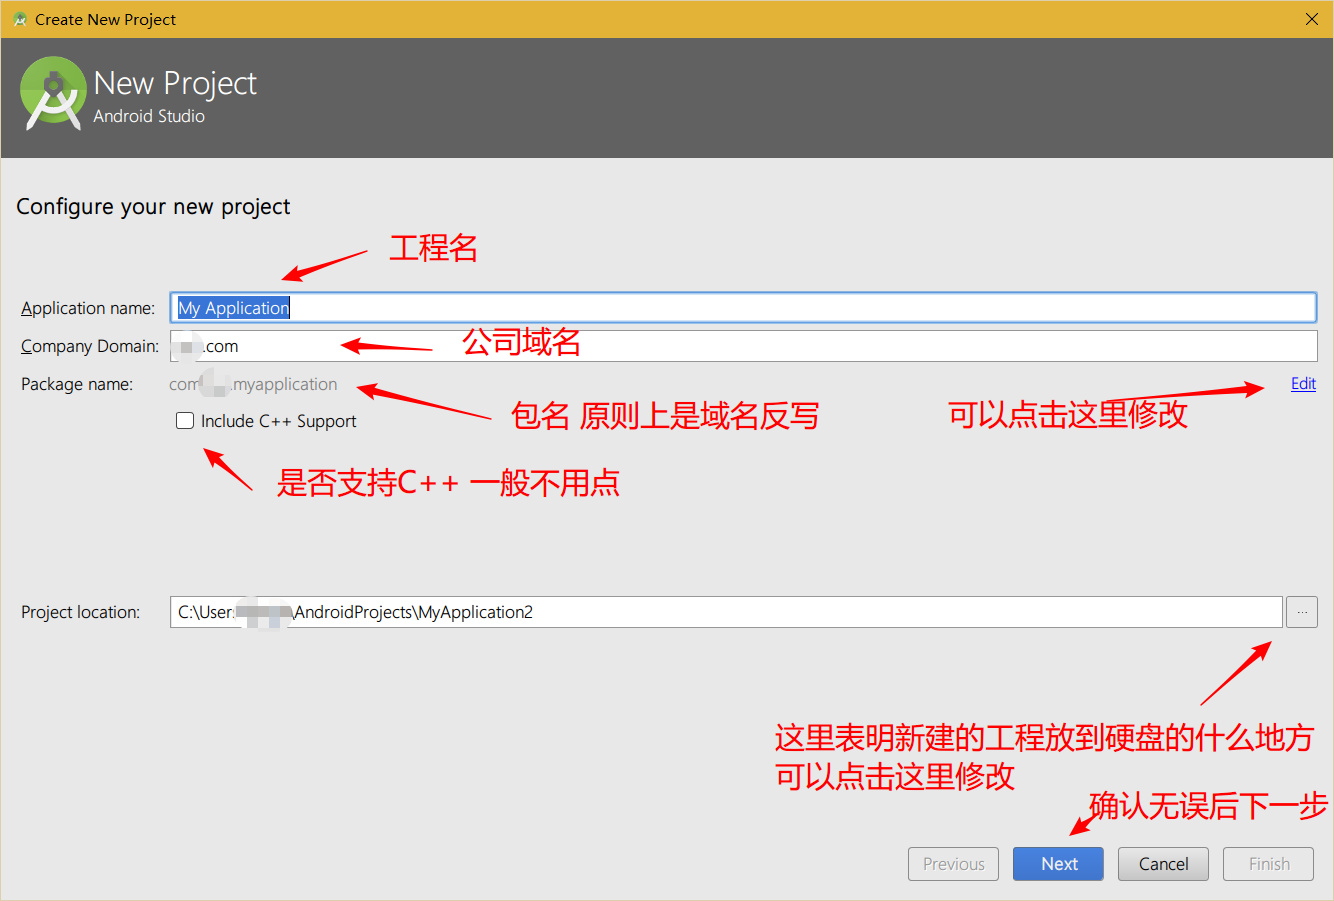 Create New Project
New Project
Android Studio
Configure your new project
工程名
Application name: My Application
Company Domain: .com 公司域名
Package name: com .myapplication Edit
包名 原则上是域名反写 可以点击这里修改
Include C++ Support
是否支持C++ 一般不用点
Project location: C:\User \AndroidProjects\MyApplication2 ...
这里表明新建的工程放到硬盘的什么地方
可以点击这里修改
确认无误后下一步
Previous Next Cancel Finish